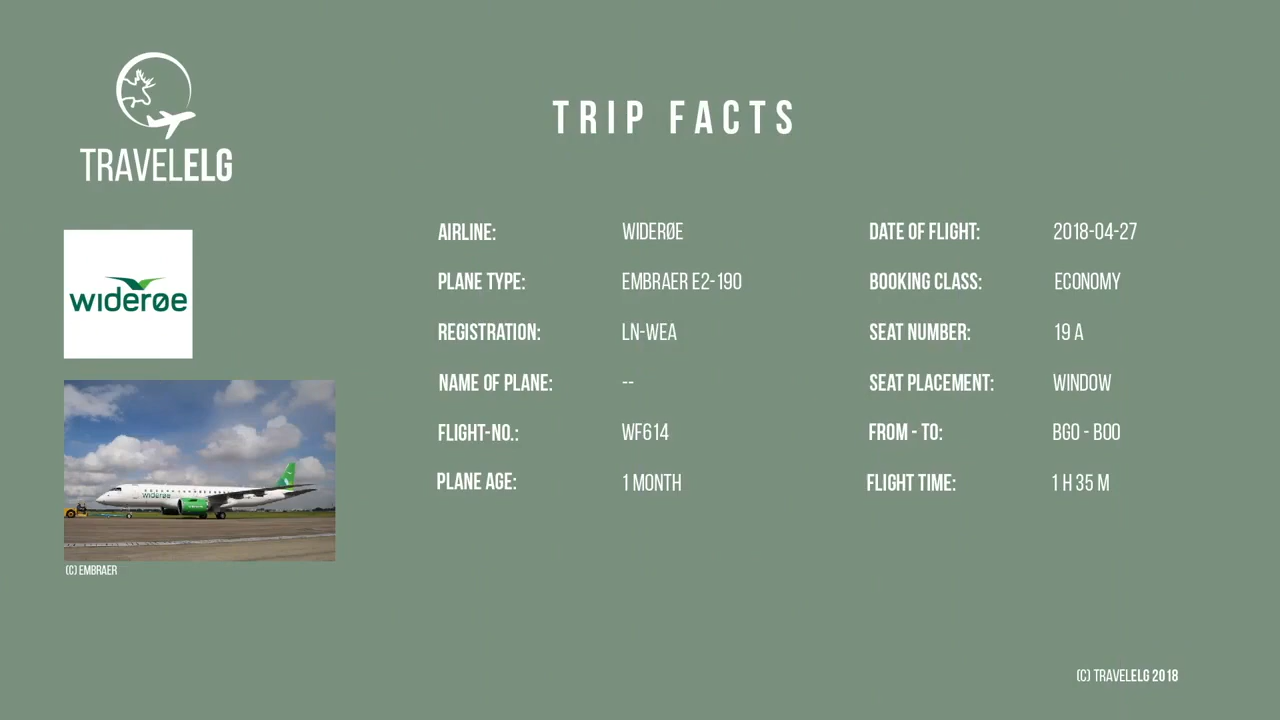 TRAVELELG
TRIP FACTS
widerøe
AIRLINE: WIDERØE
PLANE TYPE: EMBRAER E2-190
REGISTRATION: LN-WEA
NAME OF PLANE: --
FLIGHT-NO.: WF614
PLANE AGE: 1 MONTH
DATE OF FLIGHT: 2018-04-27
BOOKING CLASS: ECONOMY
SEAT NUMBER: 19 A
SEAT PLACEMENT: WINDOW
FROM - TO: BGO - BOO
FLIGHT TIME: 1 H 35 M
widerøe
(C) EMBRAER
(C) TRAVELELG 2018